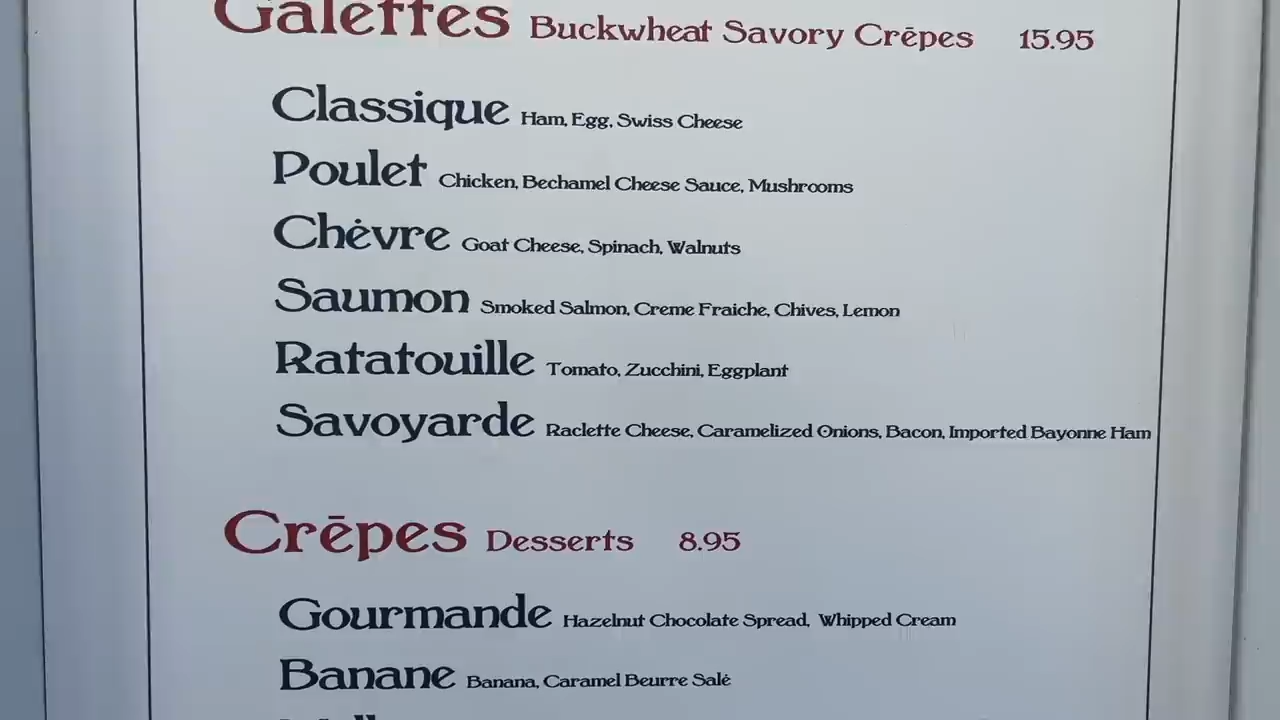 Galettes Buckwheat Savory Crēpes 15.95
Classique Ham, Egg, Swiss Cheese
Poulet Chicken, Bechamel Cheese Sauce, Mushrooms
Chėvre Goat Cheese, Spinach, Walnuts
Saumon Smoked Salmon, Creme Fraiche, Chives, Lemon
Ratatouille Tomato, Zucchini, Eggplant
Savoyarde Raclette Cheese, Caramelized Onions, Bacon, Imported Bayonne Ham
Crēpes Desserts 8.95
Gourmande Hazelnut Chocolate Spread, Whipped Cream
Banane Banana, Caramel Beurre Salé